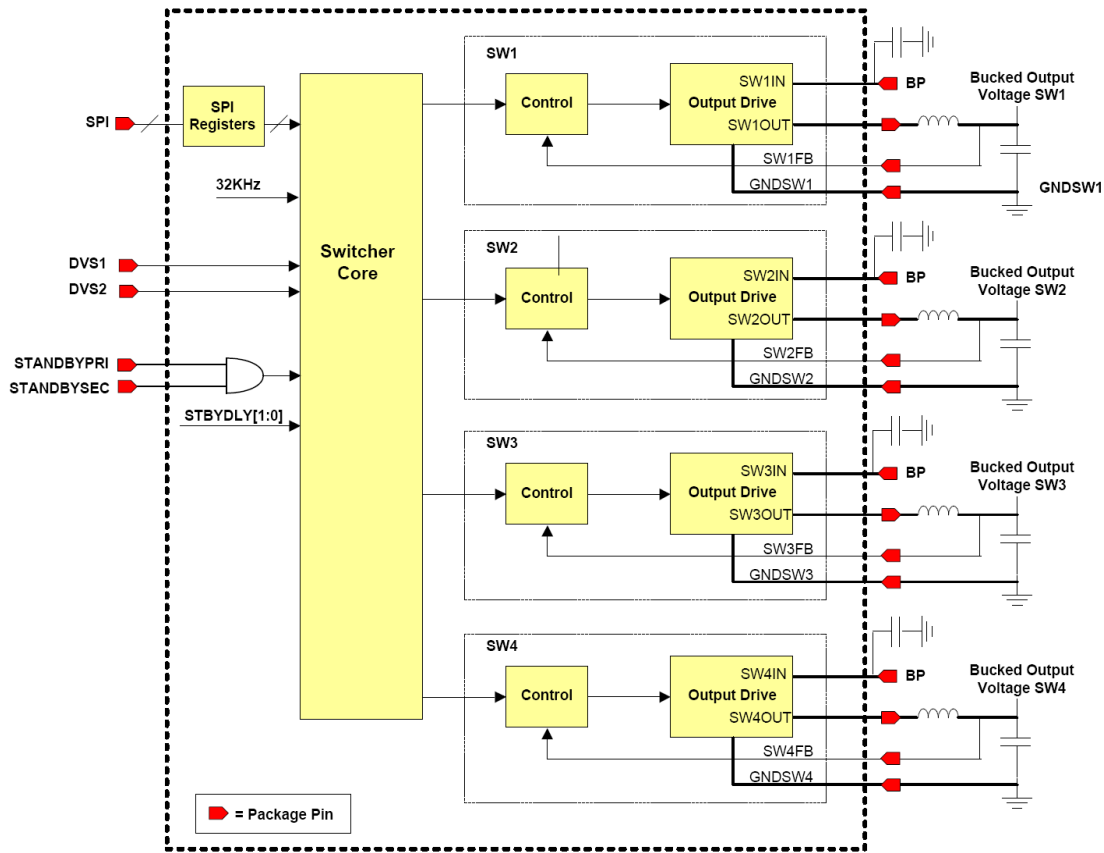 SPI
SPI
Registers
32KHz
DVS1
DVS2
STANDBYPRI
STANDBYSEC
STBYDLY[1:0]
Switcher
Core
SW1
Control
Output Drive
SW1IN
SW1OUT
SW1FB
GNDSW1
BP
Bucked Output
Voltage SW1
GNDSW1
SW2
Control
Output Drive
SW2IN
SW2OUT
SW2FB
GNDSW2
BP
Bucked Output
Voltage SW2
SW3
Control
Output Drive
SW3IN
SW3OUT
SW3FB
GNDSW3
BP
Bucked Output
Voltage SW3
SW4
Control
Output Drive
SW4IN
SW4OUT
SW4FB
GNDSW4
BP
Bucked Output
Voltage SW4
= Package Pin